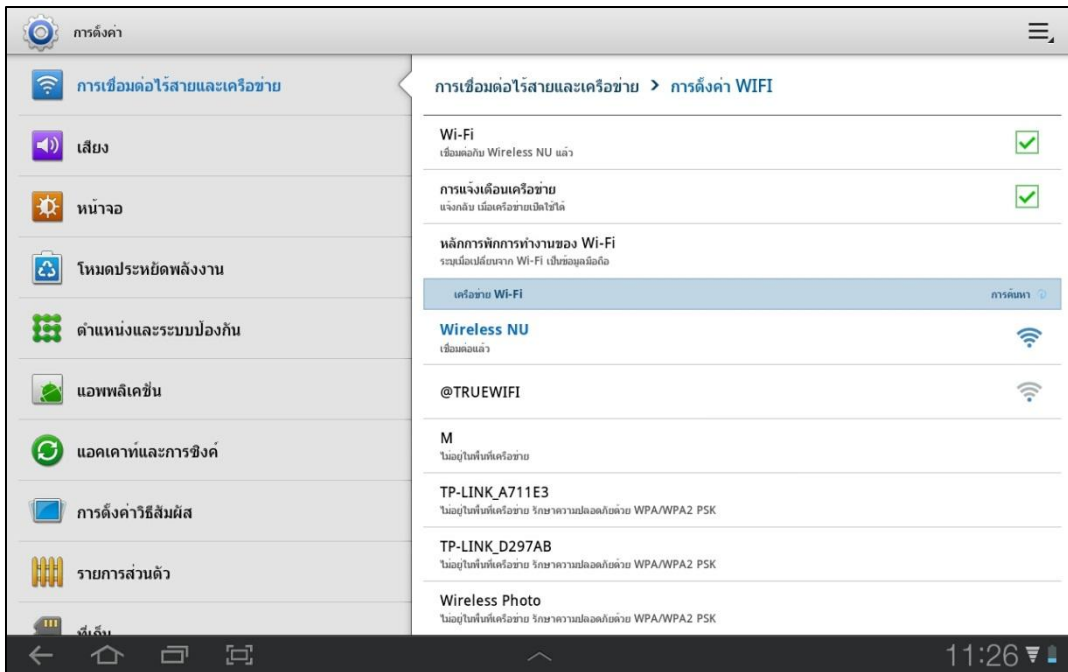 การตั้งค่า
การเชื่อมต่อไร้สายและเครือข่าย
เสียง
หน้าจอ
โหมดประหยัดพลังงาน
ตำแหน่งและระบบป้องกัน
แอพพลิเคชั่น
แอคเคาท์และการซิงค์
การตั้งค่าวิธีสัมผัส
รายการส่วนตัว
ที่เก็บ
การเชื่อมต่อไร้สายและเครือข่าย > การตั้งค่า WIFI
Wi-Fi
เชื่อมต่อกับ Wireless NU แล้ว
การแจ้งเตือนเครือข่าย
แจ้งกลับ เมื่อเครือข่ายเปิดใช้ได้
หลักการพักการทำงานของ Wi-Fi
ระบุเมื่อเปลี่ยนจาก Wi-Fi เป็นข้อมูลมือถือ
เครือข่าย Wi-Fi การค้นหา
Wireless NU
เชื่อมต่อแล้ว
@TRUEWIFI
M
ไม่อยู่ในพื้นที่เครือข่าย
TP-LINK_A711E3
ไม่อยู่ในพื้นที่เครือข่าย รักษาความปลอดภัยด้วย WPA/WPA2 PSK
TP-LINK_D297AB
ไม่อยู่ในพื้นที่เครือข่าย รักษาความปลอดภัยด้วย WPA/WPA2 PSK
Wireless Photo
ไม่อยู่ในพื้นที่เครือข่าย รักษาความปลอดภัยด้วย WPA/WPA2 PSK
11:26